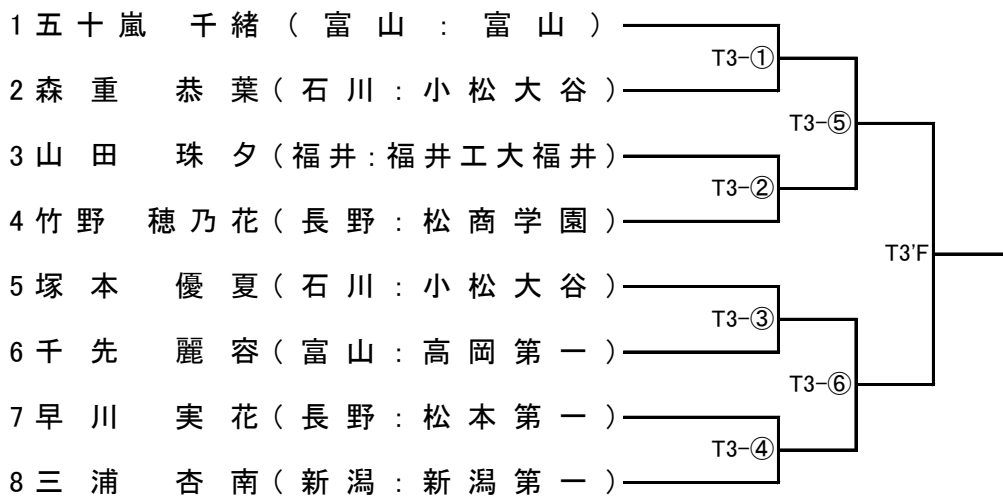 1 五十嵐 千緒 ( 富山 : 富山 )
T3-①
2 森重 恭葉 ( 石川 : 小松大谷 )
T3-⑤
3 山田 珠夕 ( 福井 : 福井工大福井 )
T3-②
4 竹野 穂乃花 ( 長野 : 松商学園 )
T3'F
5 塚本 優夏 ( 石川 : 小松大谷 )
T3-③
6 千先 麗容 ( 富山 : 高岡第一 )
T3-⑥
7 早川 実花 ( 長野 : 松本第一 )
T3-④
8 三浦 杏南 ( 新潟 : 新潟第一 )